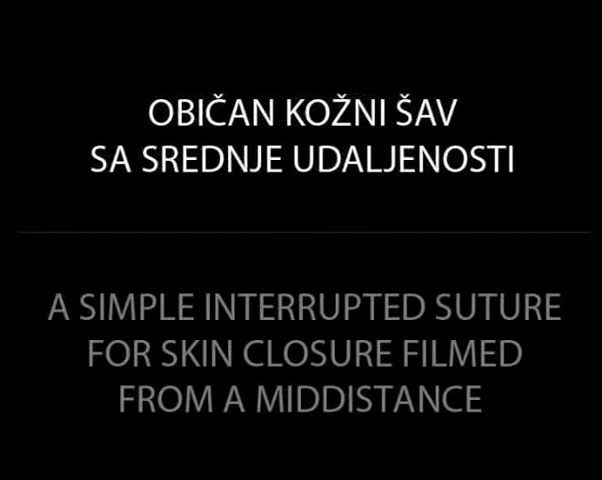 OBIČAN KOŽNI ŠAV
SA SREDNJE UDALJENOSTI
A SIMPLE INTERRUPTED SUTURE
FOR SKIN CLOSURE FILMED
FROM A MIDDISTANCE